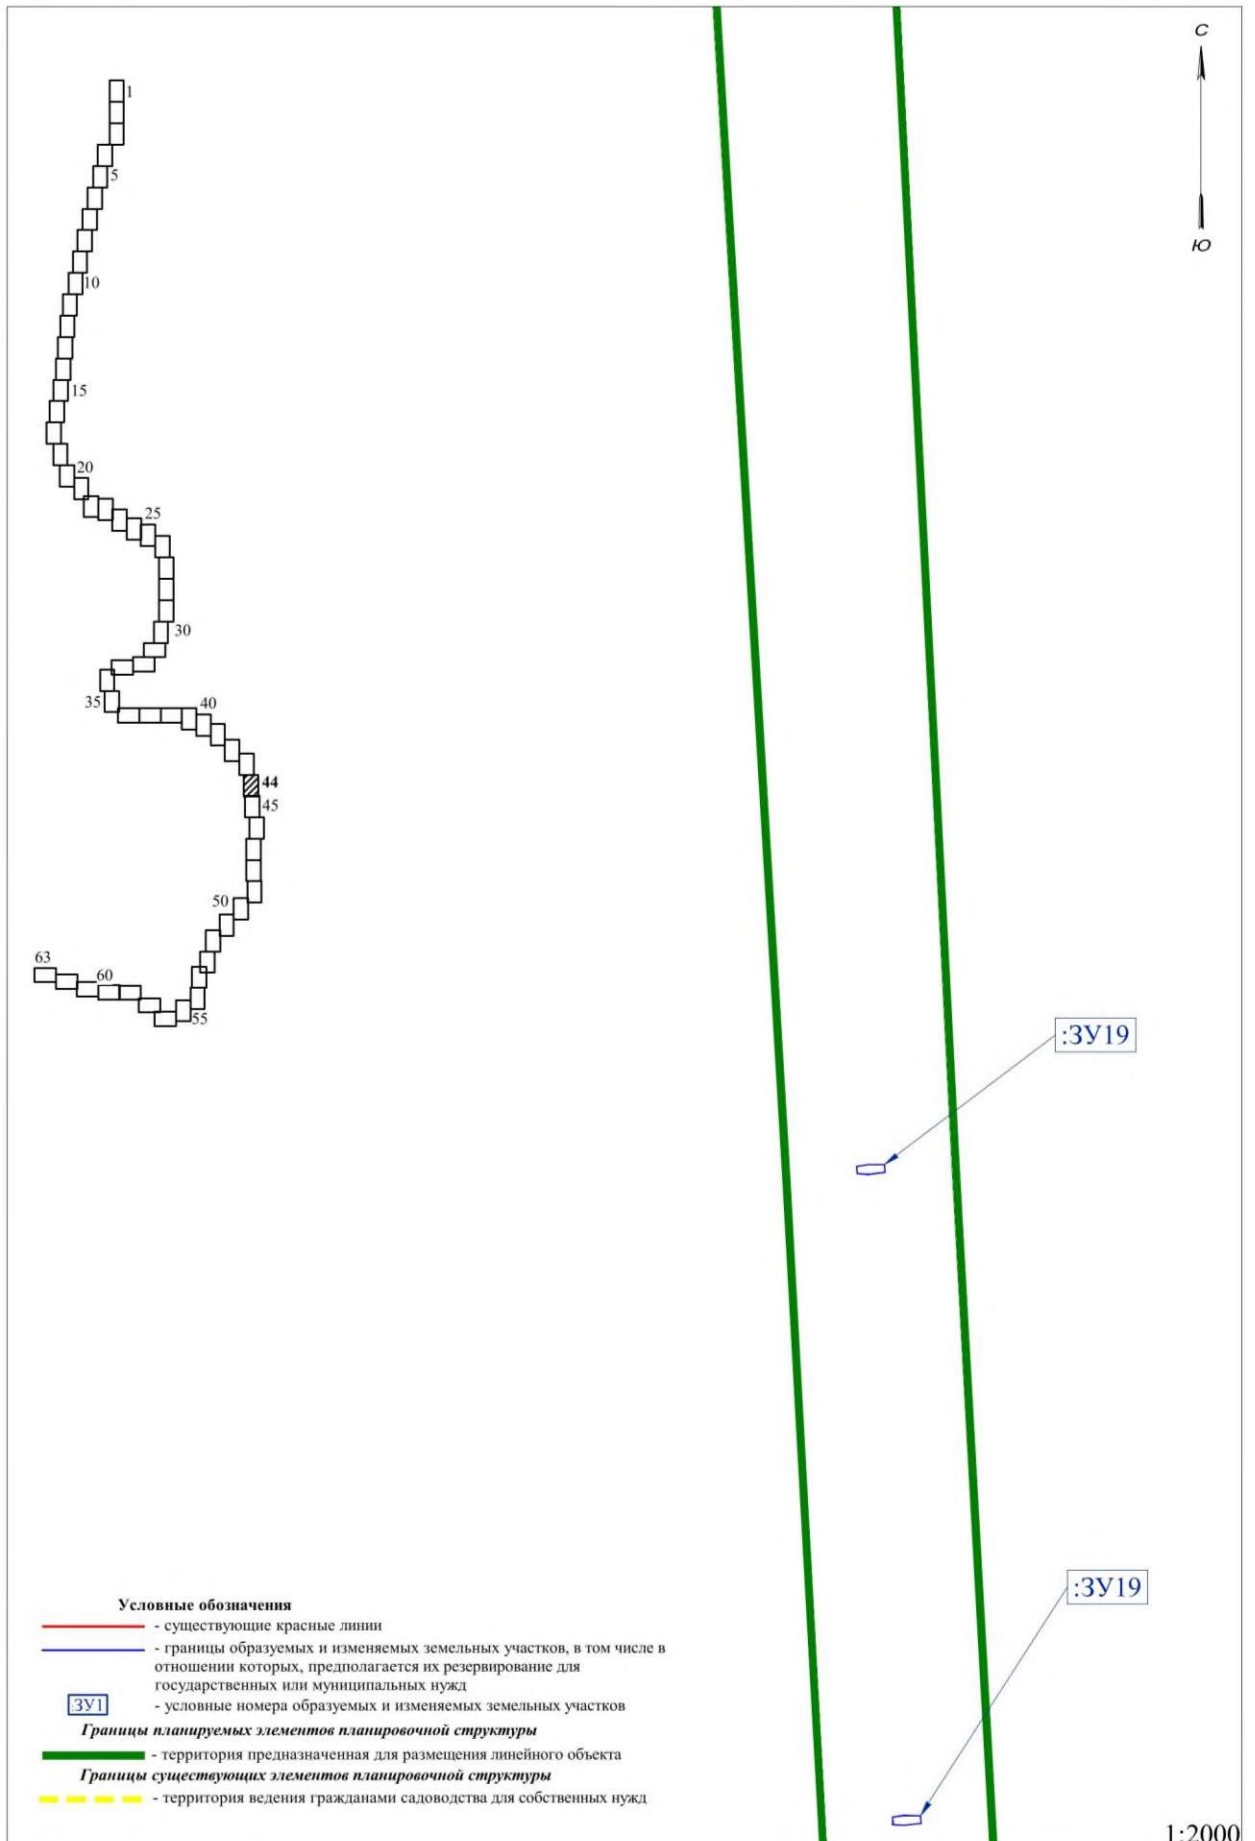 С
Ю
1
5
10
15
20
25
30
35
40
44
45
50
63
60
55
:ЗУ19
:ЗУ19
Условные обозначения
- существующие красные линии
- границы образуемых и изменяемых земельных участков, в том числе в
отношении которых, предполагается их резервирование для
государственных или муниципальных нужд
:ЗУ1 - условные номера образуемых и изменяемых земельных участков
Границы планируемых элементов планировочной структуры
- территория предназначенная для размещения линейного объекта
Границы существующих элементов планировочной структуры
- территория ведения гражданами садоводства для собственных нужд
1:2000